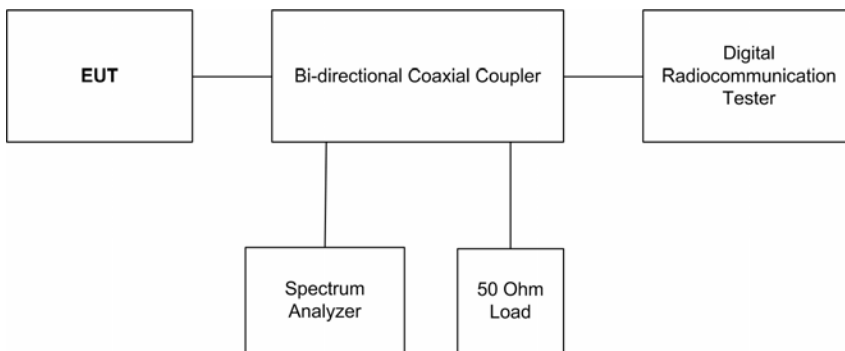 EUT
Bi-directional Coaxial Coupler
Digital
Radiocommunication
Tester
Spectrum
Analyzer
50 Ohm
Load